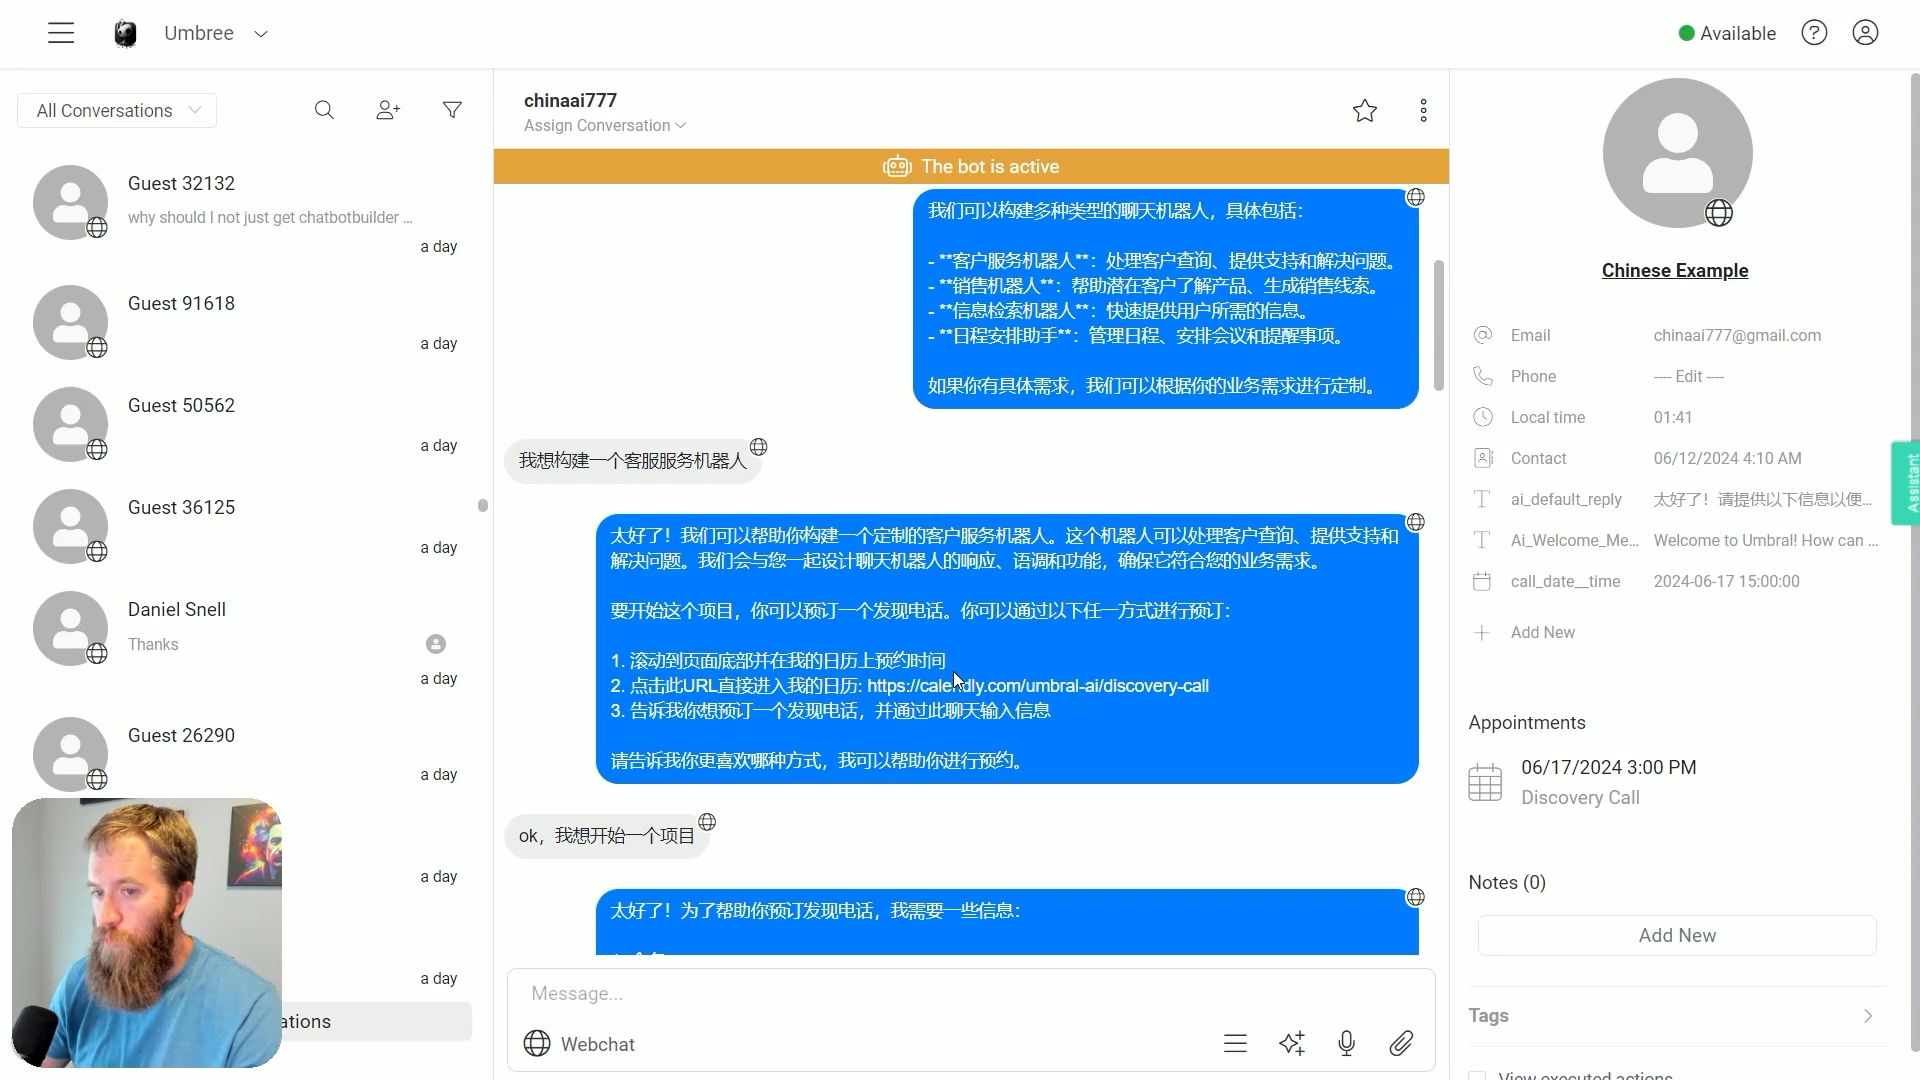 Umbree
Available
All Conversations
Guest 32132
why should I not just get chatbotbuilder ...
a day
Guest 91618
a day
Guest 50562
a day
Guest 36125
a day
Daniel Snell
Thanks
a day
Guest 26290
a day
a day
a day
ations
chinaai777
Assign Conversation
The bot is active
我们可以构建多种类型的聊天机器人，具体包括：
- **客户服务机器人**：处理客户查询、提供支持和解决问题。
- **销售机器人**：帮助潜在客户了解产品、生成销售线索。
- **信息检索机器人**：快速提供用户所需的信息。
- **日程安排助手**：管理日程、安排会议和提醒事项。
如果你有具体需求，我们可以根据你的业务需求进行定制。
我想构建一个客服服务机器人
太好了！我们可以帮助你构建一个定制的客户服务机器人。这个机器人可以处理客户查询、提供支持和
解决问题。我们会与您一起设计聊天机器人的响应、语调和功能，确保它符合您的业务需求。
要开始这个项目，你可以预订一个发现电话。你可以通过以下任一方式进行预订：
1. 滚动到页面底部并在我的日历上预约时间
2. 点击此URL直接进入我的日历: https://calendly.com/umbral-ai/discovery-call
3. 告诉我你想预订一个发现电话，并通过此聊天输入信息
请告诉我你更喜欢哪种方式，我可以帮助你进行预约。
ok，我想开始一个项目
太好了！为了帮助你预订发现电话，我需要一些信息：
Message...
Webchat
Chinese Example
Email chinaai777@gmail.com
Phone ---- Edit ----
Local time 01:41
Contact 06/12/2024 4:10 AM
ai_default_reply 太好了！请提供以下信息以便...
Ai_Welcome_Me... Welcome to Umbral! How can ...
call_date__time 2024-06-17 15:00:00
Add New
Appointments
06/17/2024 3:00 PM
Discovery Call
Notes (0)
Add New
Tags
View executed actions
Assistant